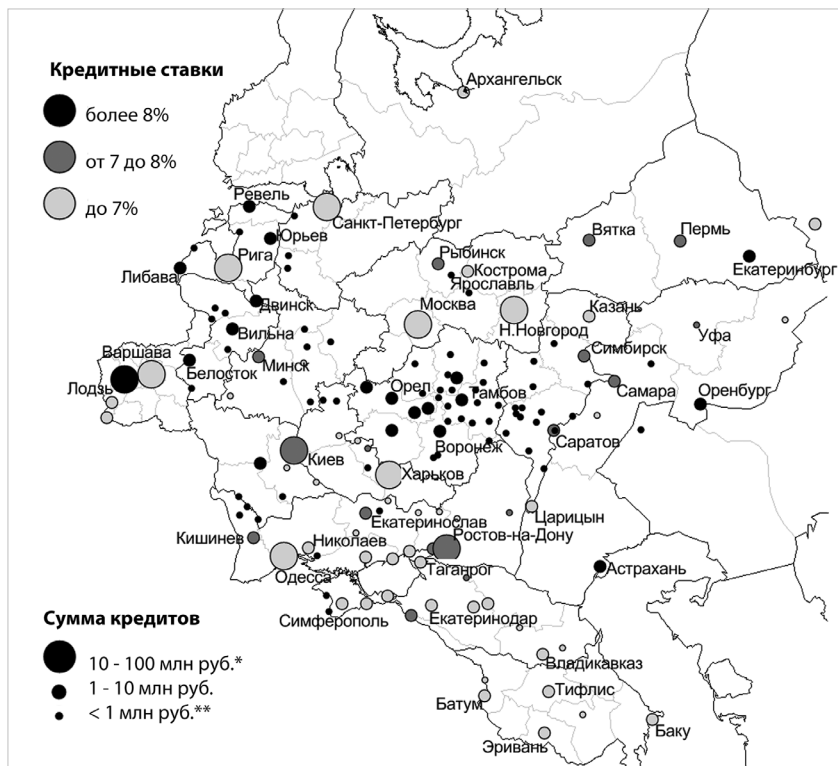 Кредитные ставки
более 8%
от 7 до 8%
до 7%
Архангельск
Ревель
Санкт-Петербург
Юрьев
Рига
Либава
Двинск
Вильна
Рыбинск
Кострома
Ярославль
Москва
Н.Новгород
Вятка
Пермь
Екатеринбург
Казань
Уфа
Симбирск
Самара
Оренбург
Варшава
Лодзь
Белосток
Минск
Орел
Тамбов
Воронеж
Саратов
Киев
Харьков
Царицын
Екатеринослав
Ростов-на-Дону
Кишинев
Николаев
Одесса
Таганрог
Астрахань
Симферополь
Екатеринодар
Владикавказ
Батум
Тифлис
Эривань
Баку
Сумма кредитов
10 - 100 млн руб.*
1 - 10 млн руб.
< 1 млн руб.**